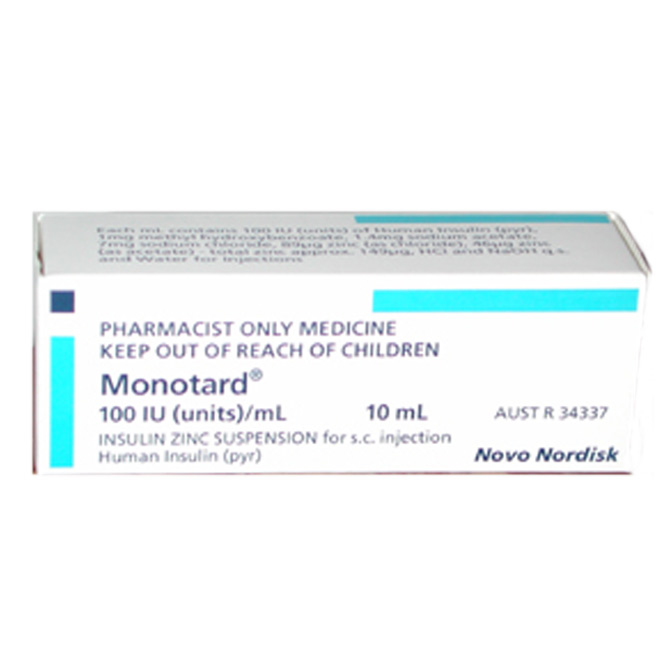 Each mL contains 100 IU (units) of Human Insulin (pyr),
1mg methyl hydroxybenzoate, 1.4mg sodium acetate,
7mg sodium chloride, 89µg zinc (as chloride), 46µg zinc
(as acetate) - total zinc approx. 149µg, HCl and NaOH q.s.
and Water for Injections
PHARMACIST ONLY MEDICINE
KEEP OUT OF REACH OF CHILDREN
Monotard®
100 IU (units)/mL 10 mL AUST R 34337
INSULIN ZINC SUSPENSION for s.c. injection
Human Insulin (pyr) Novo Nordisk